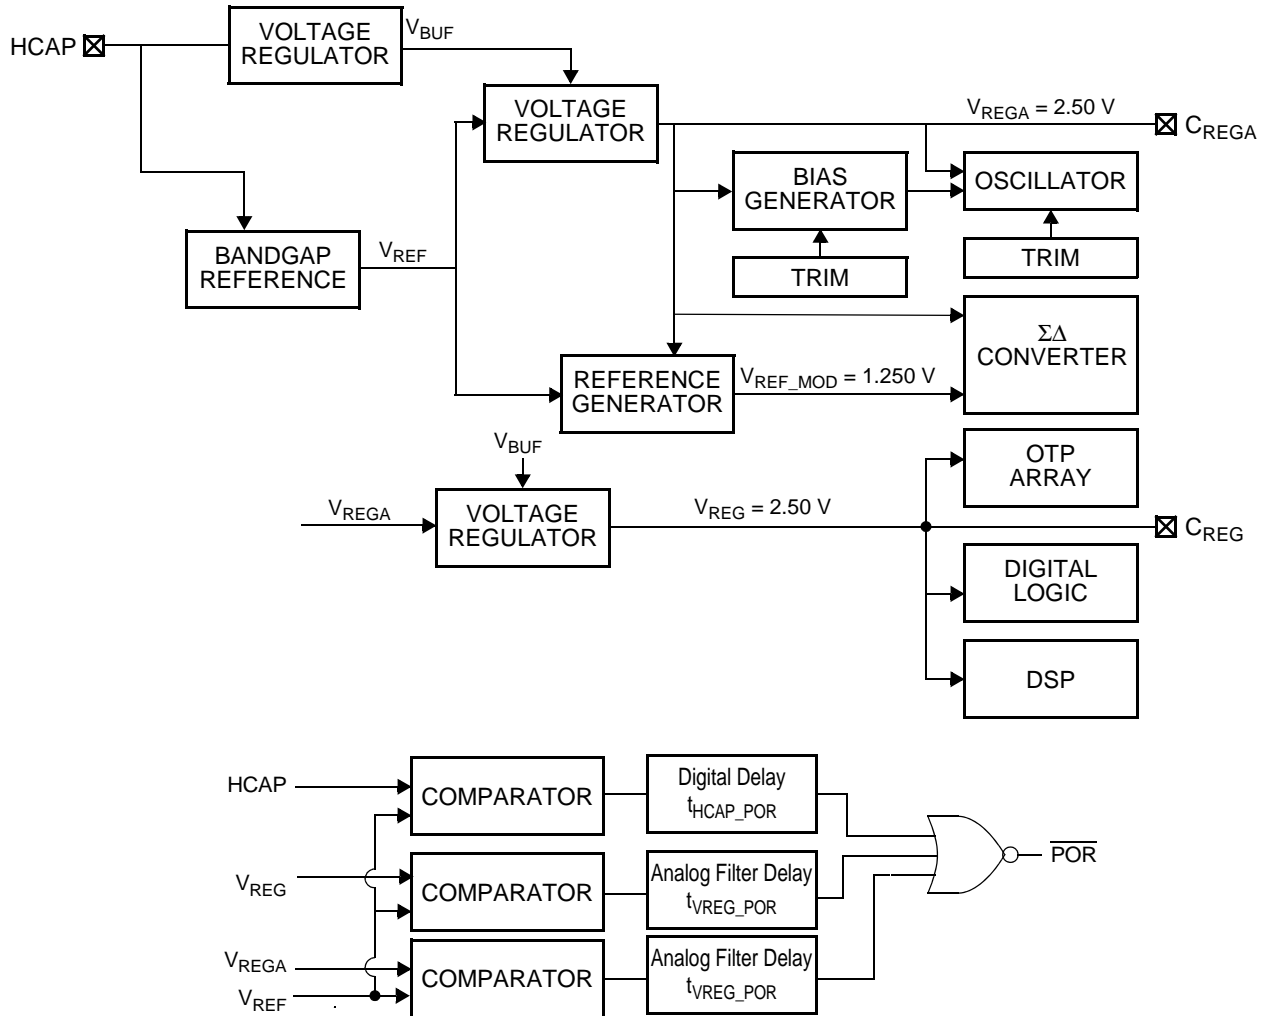 HCAP
VOLTAGE
REGULATOR
VBUF
VOLTAGE
REGULATOR
VREGA = 2.50 V
CREGA
BIAS
GENERATOR
OSCILLATOR
TRIM
TRIM
BANDGAP
REFERENCE
VREF
ΣΔ
CONVERTER
REFERENCE
GENERATOR
VREF_MOD = 1.250 V
VBUF
VREGA
VOLTAGE
REGULATOR
VREG = 2.50 V
OTP
ARRAY
CREG
DIGITAL
LOGIC
DSP
HCAP
COMPARATOR
Digital Delay
tHCAP_POR
POR
VREG
COMPARATOR
Analog Filter Delay
tVREG_POR
VREGA
VREF
COMPARATOR
Analog Filter Delay
tVREG_POR